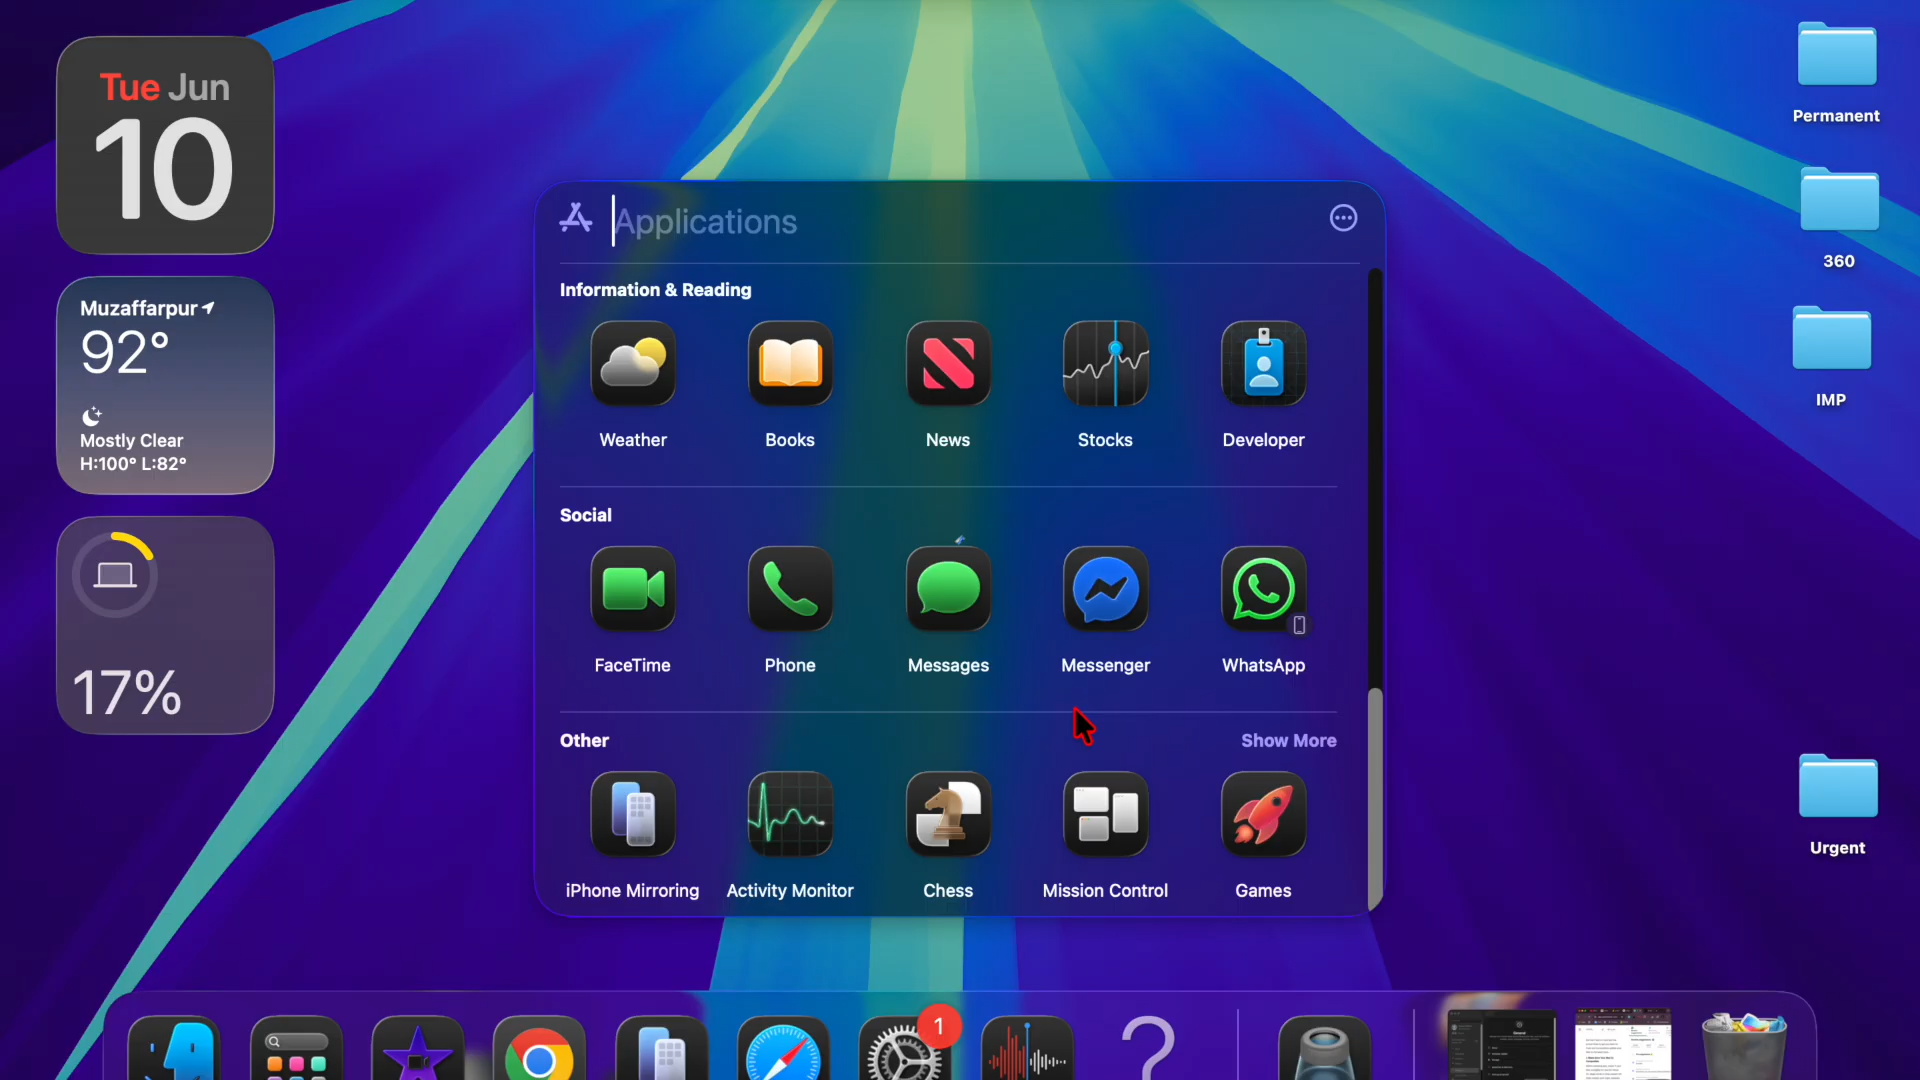 Tue Jun
10
Muzaffarpur
92°
Mostly Clear
H:100° L:82°
17%
Applications
Information & Reading
Weather
Books
News
Stocks
Developer
Social
FaceTime
Phone
Messages
Messenger
WhatsApp
Other
Show More
iPhone Mirroring
Activity Monitor
Chess
Mission Control
Games
Permanent
360
IMP
Urgent
1
?